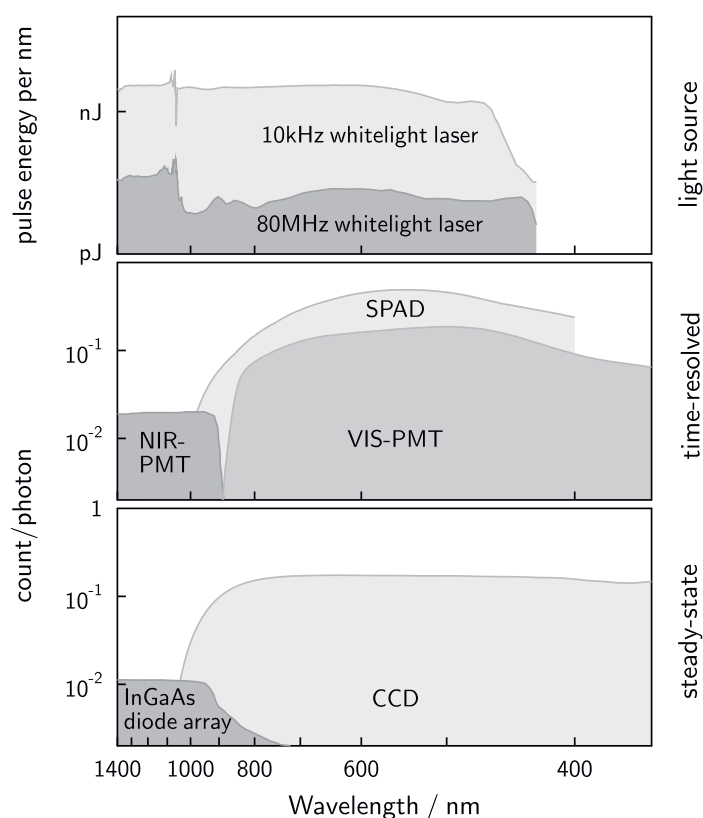 pulse energy per nm
nJ
pJ
10kHz whitelight laser
80MHz whitelight laser
light source
10-1
10-2
SPAD
NIR-
PMT
VIS-PMT
time-resolved
count/photon
1
10-1
10-2
InGaAs
diode array
CCD
steady-state
1400 1000 800 600 400
Wavelength / nm